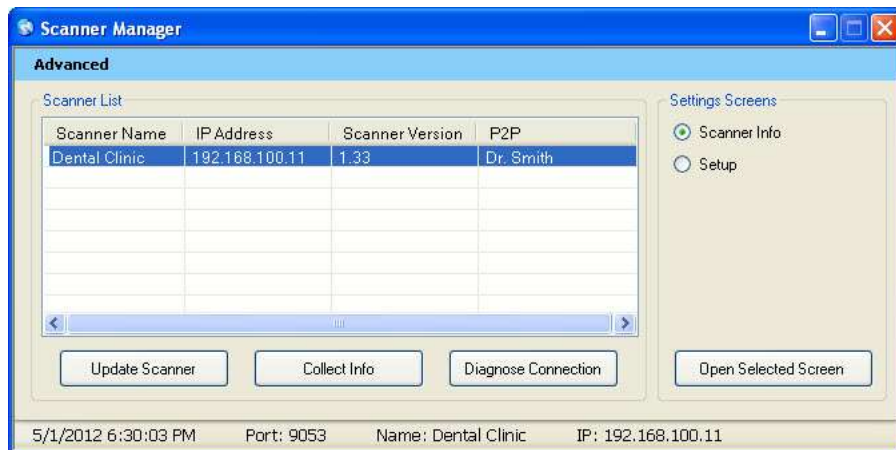 Scanner Manager
Advanced
Scanner List
Scanner Name IP Address Scanner Version P2P
Dental Clinic 192.168.100.11 1.33 Dr. Smith
Update Scanner Collect Info Diagnose Connection
Settings Screens
Scanner Info
Setup
Open Selected Screen
5/1/2012 6:30:03 PM Port: 9053 Name: Dental Clinic IP: 192.168.100.11